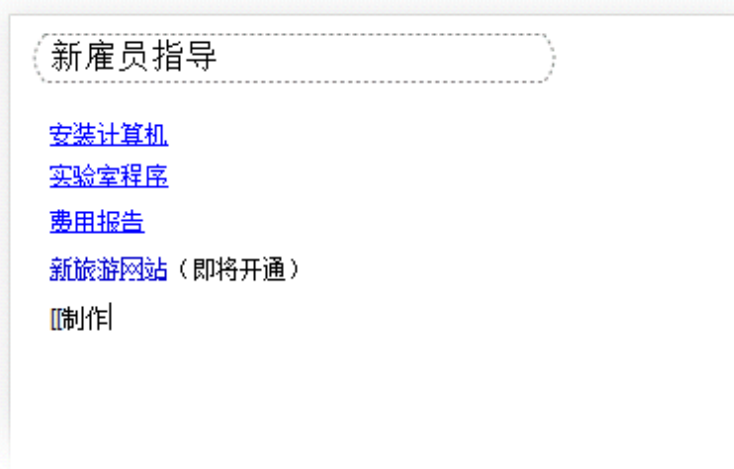 新雇员指导
安装计算机
实验室程序
费用报告
新旅游网站（即将开通）
[[制作